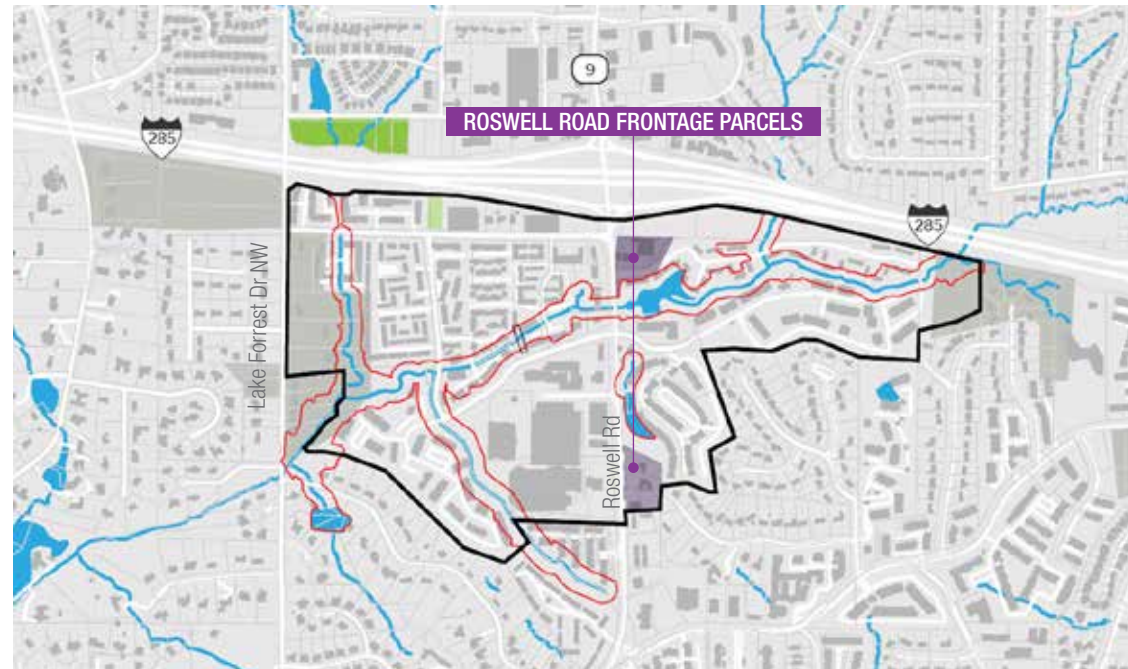 9
ROSWELL ROAD FRONTAGE PARCELS
285
285
Lake Forrest Dr NW
Roswell Rd